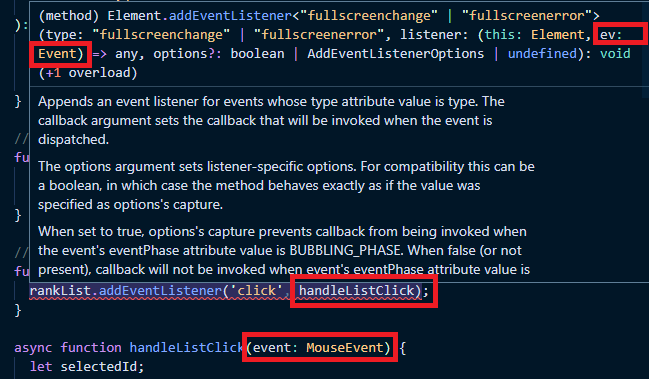 (method) Element.addEventListener<"fullscreenchange" | "fullscreenerror">
): (type: "fullscreenchange" | "fullscreenerror", listener: (this: Element, ev:
Event) => any, options?: boolean | AddEventListenerOptions | undefined): void
(+1 overload)
}
Appends an event listener for events whose type attribute value is type. The
callback argument sets the callback that will be invoked when the event is
dispatched.
//
fu
The options argument sets listener-specific options. For compatibility this can
be a boolean, in which case the method behaves exactly as if the value was
specified as options's capture.
}
When set to true, options's capture prevents callback from being invoked when
the event's eventPhase attribute value is BUBBLING_PHASE. When false (or not
//
present), callback will not be invoked when event's eventPhase attribute value is
fu
rankList.addEventListener('click', handleListClick);
}
async function handleListClick(event: MouseEvent) {
let selectedId;